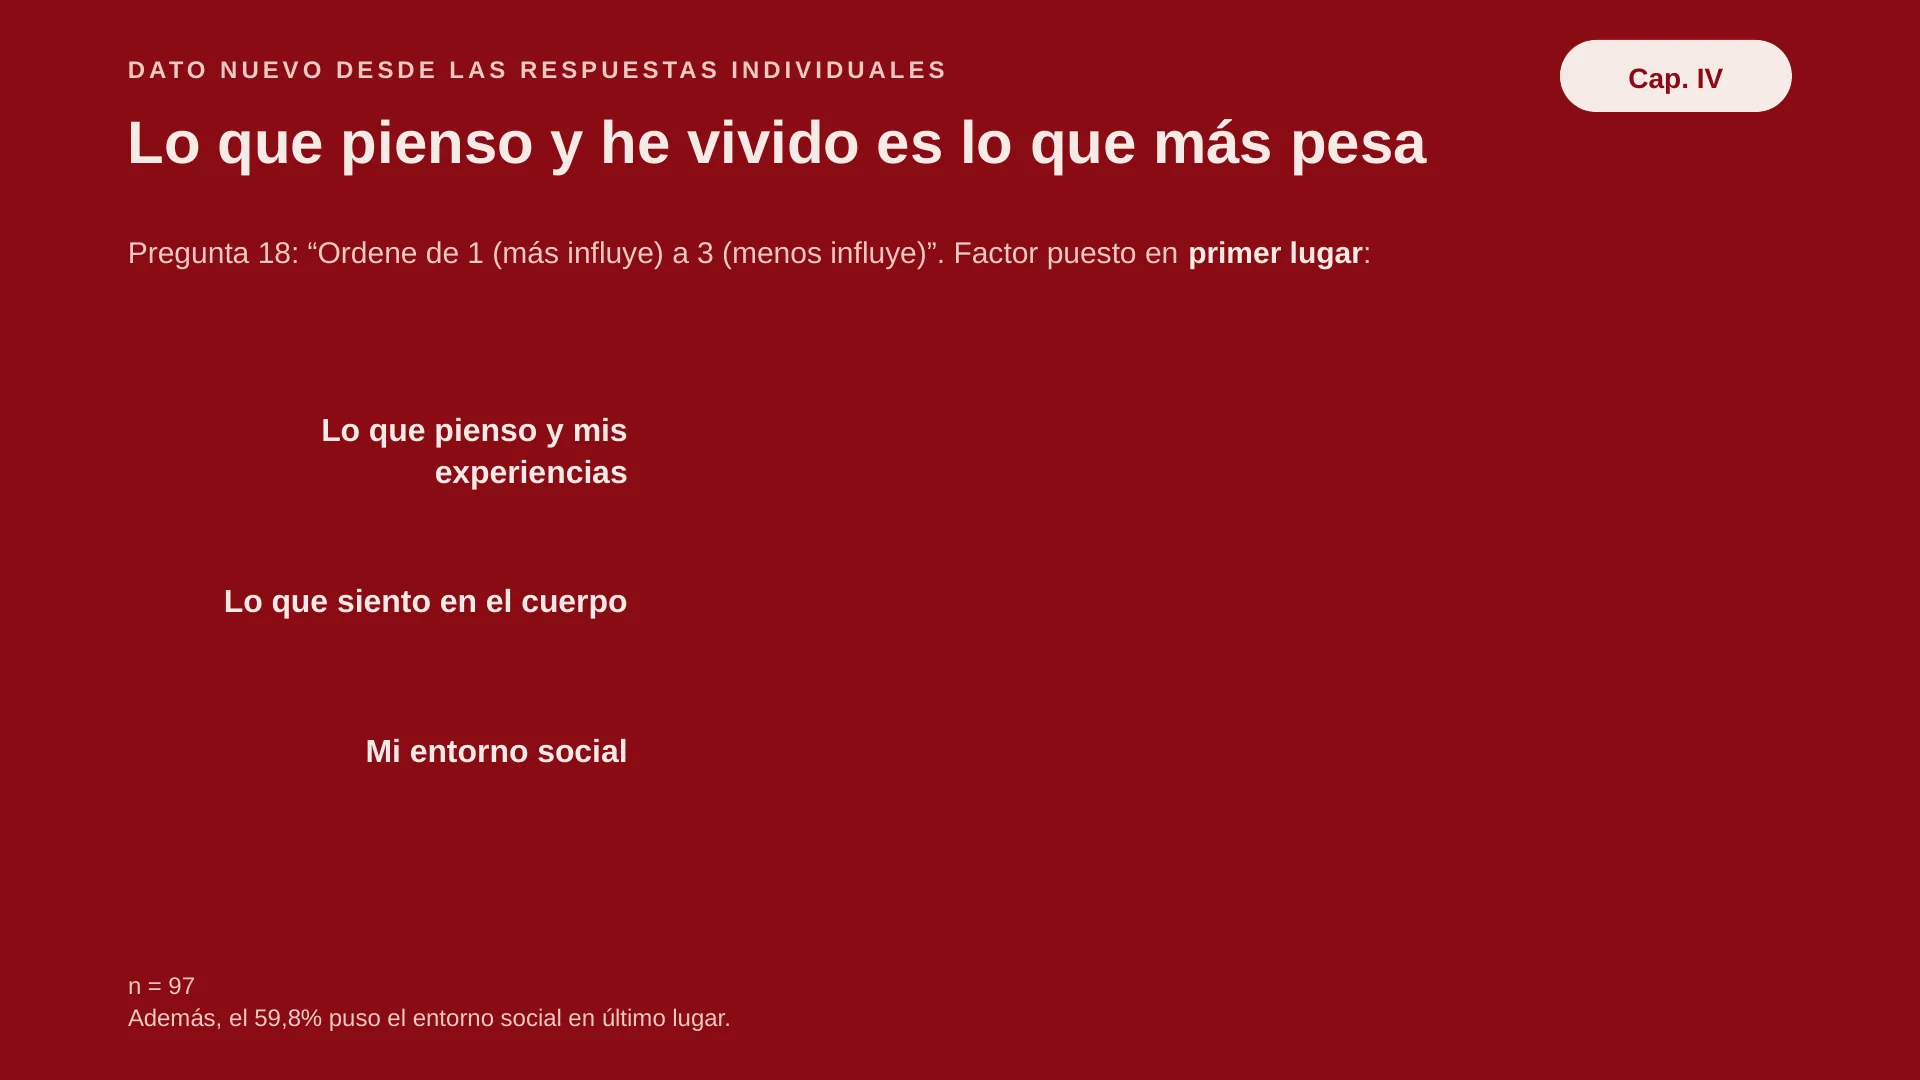 DATO NUEVO DESDE LAS RESPUESTAS INDIVIDUALES
Cap. IV
Lo que pienso y he vivido es lo que más pesa
Pregunta 18: “Ordene de 1 (más influye) a 3 (menos influye)”. Factor puesto en primer lugar:
Lo que pienso y mis
experiencias
Lo que siento en el cuerpo
Mi entorno social
n = 97
Además, el 59,8% puso el entorno social en último lugar.